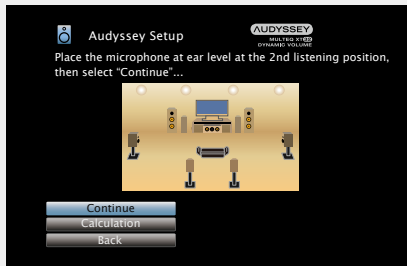 Audyssey Setup
AUDYSSEY
MULTEQ XT32
DYNAMIC VOLUME
Place the microphone at ear level at the 2nd listening position,
then select “Continue”...
Continue
Calculation
Back